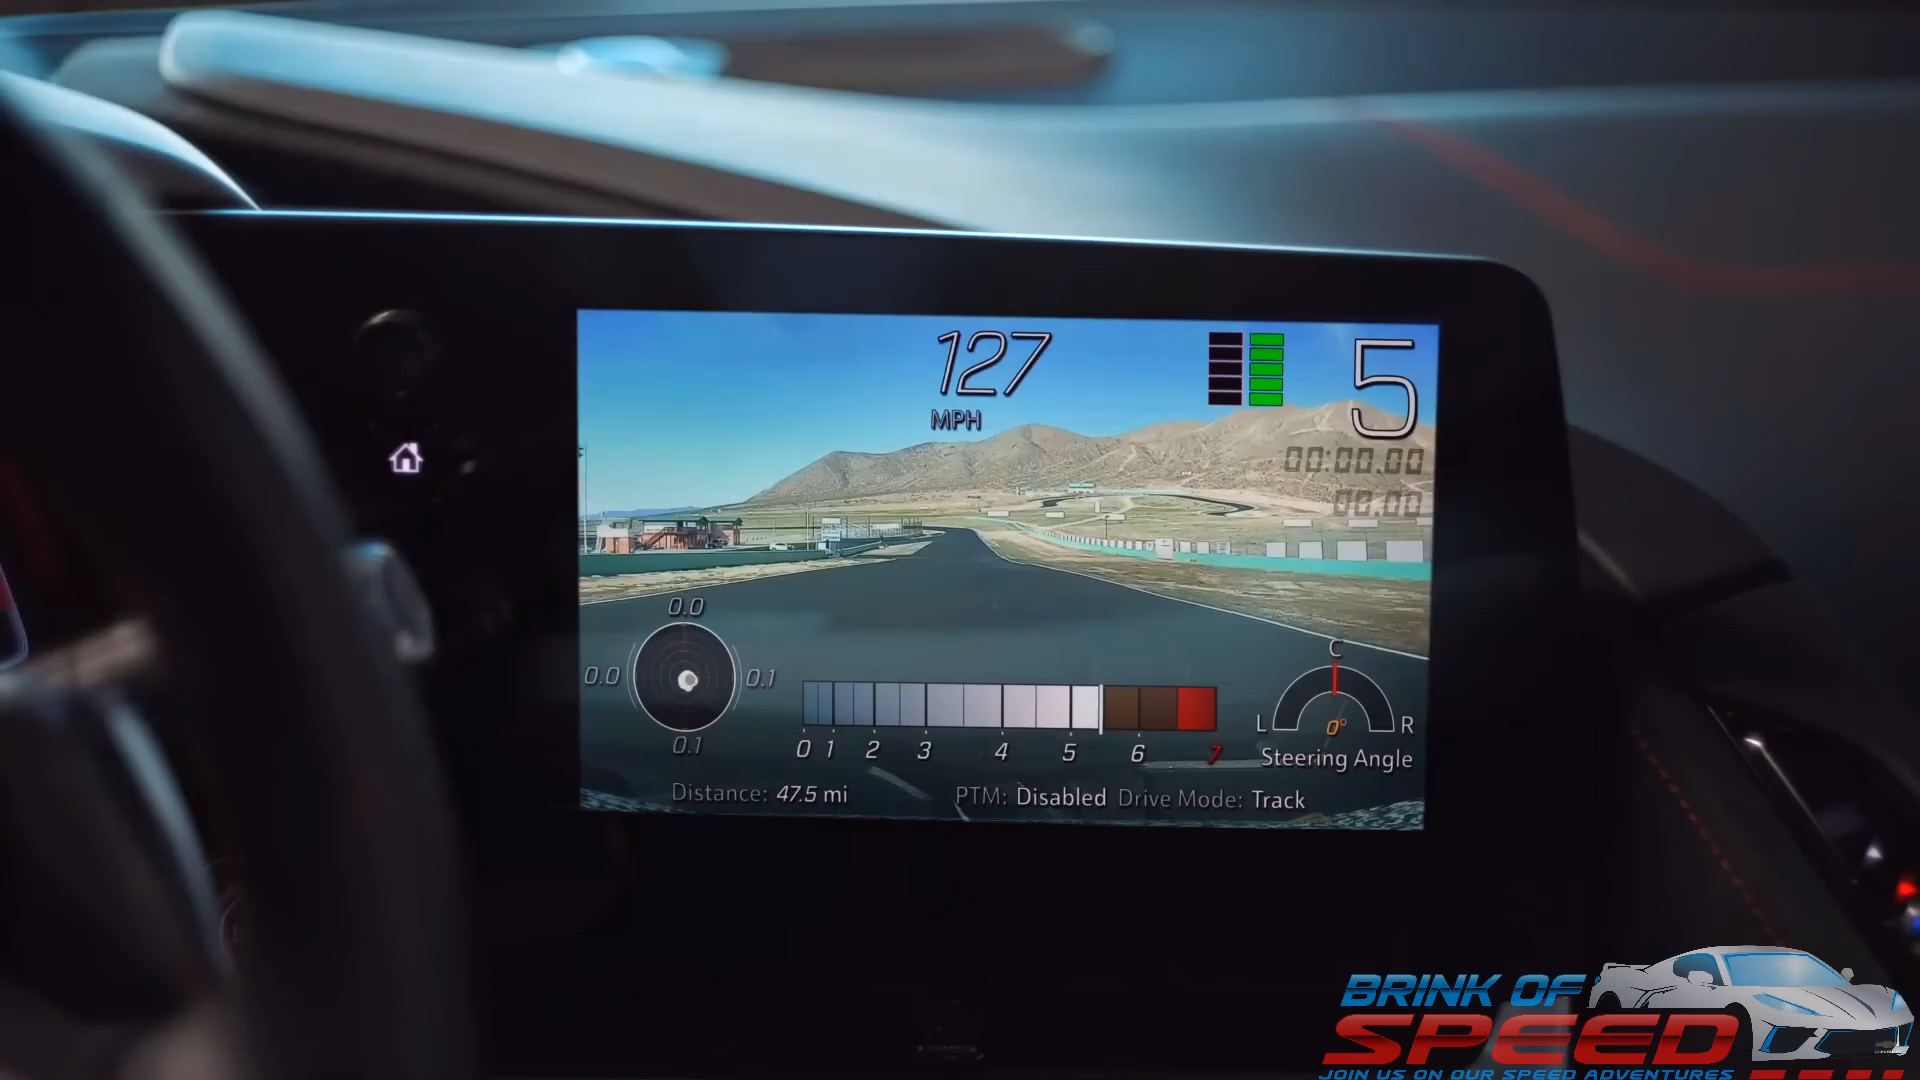 127
MPH
5
00:00.00
00.00
0.0
0.0
0.1
0.1
0 1 2 3 4 5 6 7
C
L
R
0°
Steering Angle
Distance: 47.5 mi
PTM: Disabled
Drive Mode: Track
BRINK OF
SPEED
JOIN US ON OUR SPEED ADVENTURES